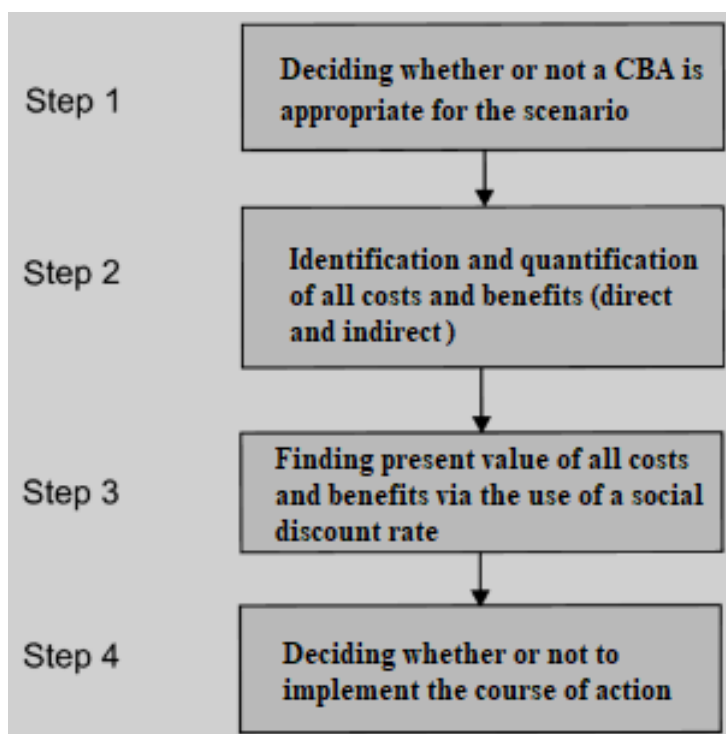 Step 1
Deciding whether or not a CBA is
appropriate for the scenario
Step 2
Identification and quantification
of all costs and benefits (direct
and indirect)
Step 3
Finding present value of all costs
and benefits via the use of a social
discount rate
Step 4
Deciding whether or not to
implement the course of action